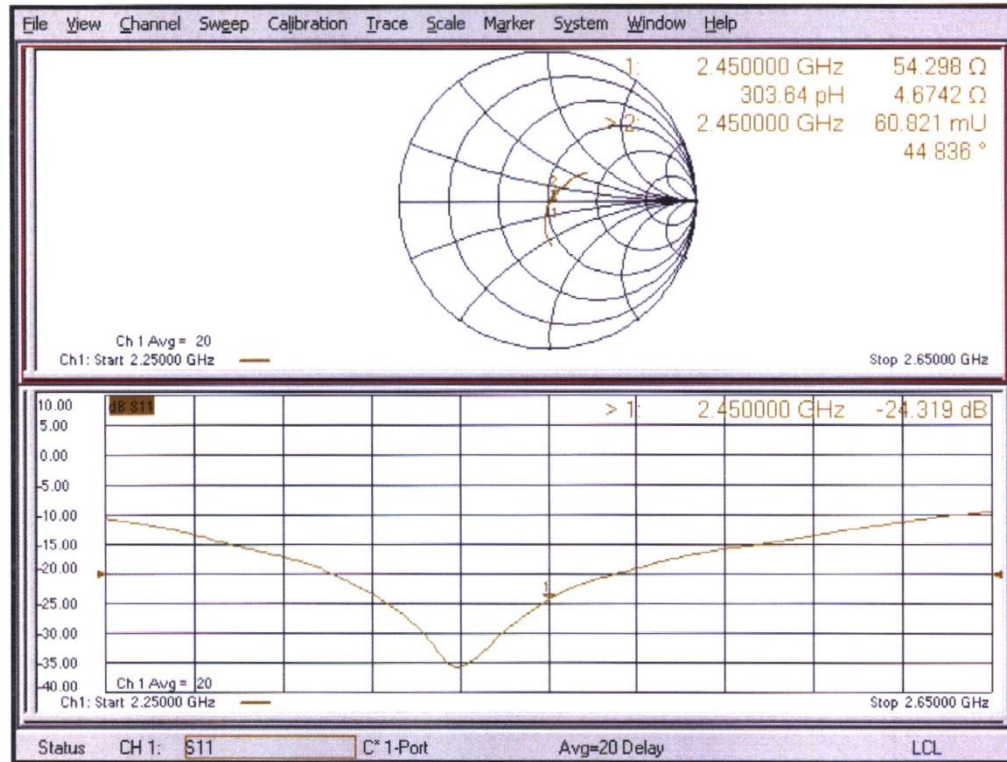 File View Channel Sweep Calibration Trace Scale Marker System Window Help
1: 2.450000 GHz 54.298 Ω
303.64 pH 4.6742 Ω
> 2: 2.450000 GHz 60.821 mU
44.836 °
2
1
Ch 1 Avg = 20
Ch1: Start 2.25000 GHz Stop 2.65000 GHz
dB S11
> 1: 2.450000 GHz -24.319 dB
10.00
5.00
0.00
-5.00
-10.00
-15.00
-20.00
-25.00
-30.00
-35.00
-40.00
1
Ch 1 Avg = 20
Ch1: Start 2.25000 GHz Stop 2.65000 GHz
Status CH 1: S11 C* 1-Port Avg=20 Delay LCL